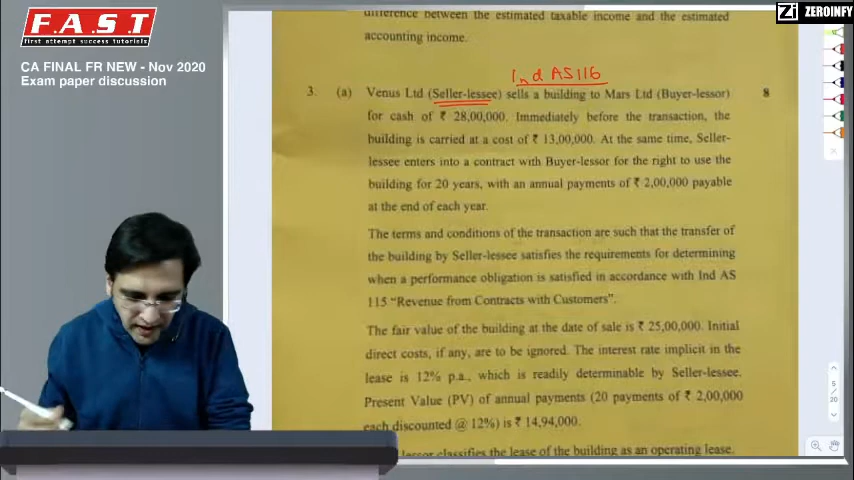 F.A.S.T
first attempt success tutorials
CA FINAL FR NEW - Nov 2020
Exam paper discussion
Zi ZEROINFY
difference between the estimated taxable income and the estimated
accounting income.
Ind AS 116
3. (a) Venus Ltd (Seller-lessee) sells a building to Mars Ltd (Buyer-lessor) 8
for cash of ₹ 28,00,000. Immediately before the transaction, the
building is carried at a cost of ₹ 13,00,000. At the same time, Seller-
lessee enters into a contract with Buyer-lessor for the right to use the
building for 20 years, with an annual payments of ₹ 2,00,000 payable
at the end of each year.
The terms and conditions of the transaction are such that the transfer of
the building by Seller-lessee satisfies the requirements for determining
when a performance obligation is satisfied in accordance with Ind AS
115 "Revenue from Contracts with Customers".
The fair value of the building at the date of sale is ₹ 25,00,000. Initial
direct costs, if any, are to be ignored. The interest rate implicit in the
lease is 12% p.a., which is readily determinable by Seller-lessee.
Present Value (PV) of annual payments (20 payments of ₹ 2,00,000
each discounted @ 12%) is ₹ 14,94,000.
lessor classifies the lease of the building as an operating lease.
5
/
20